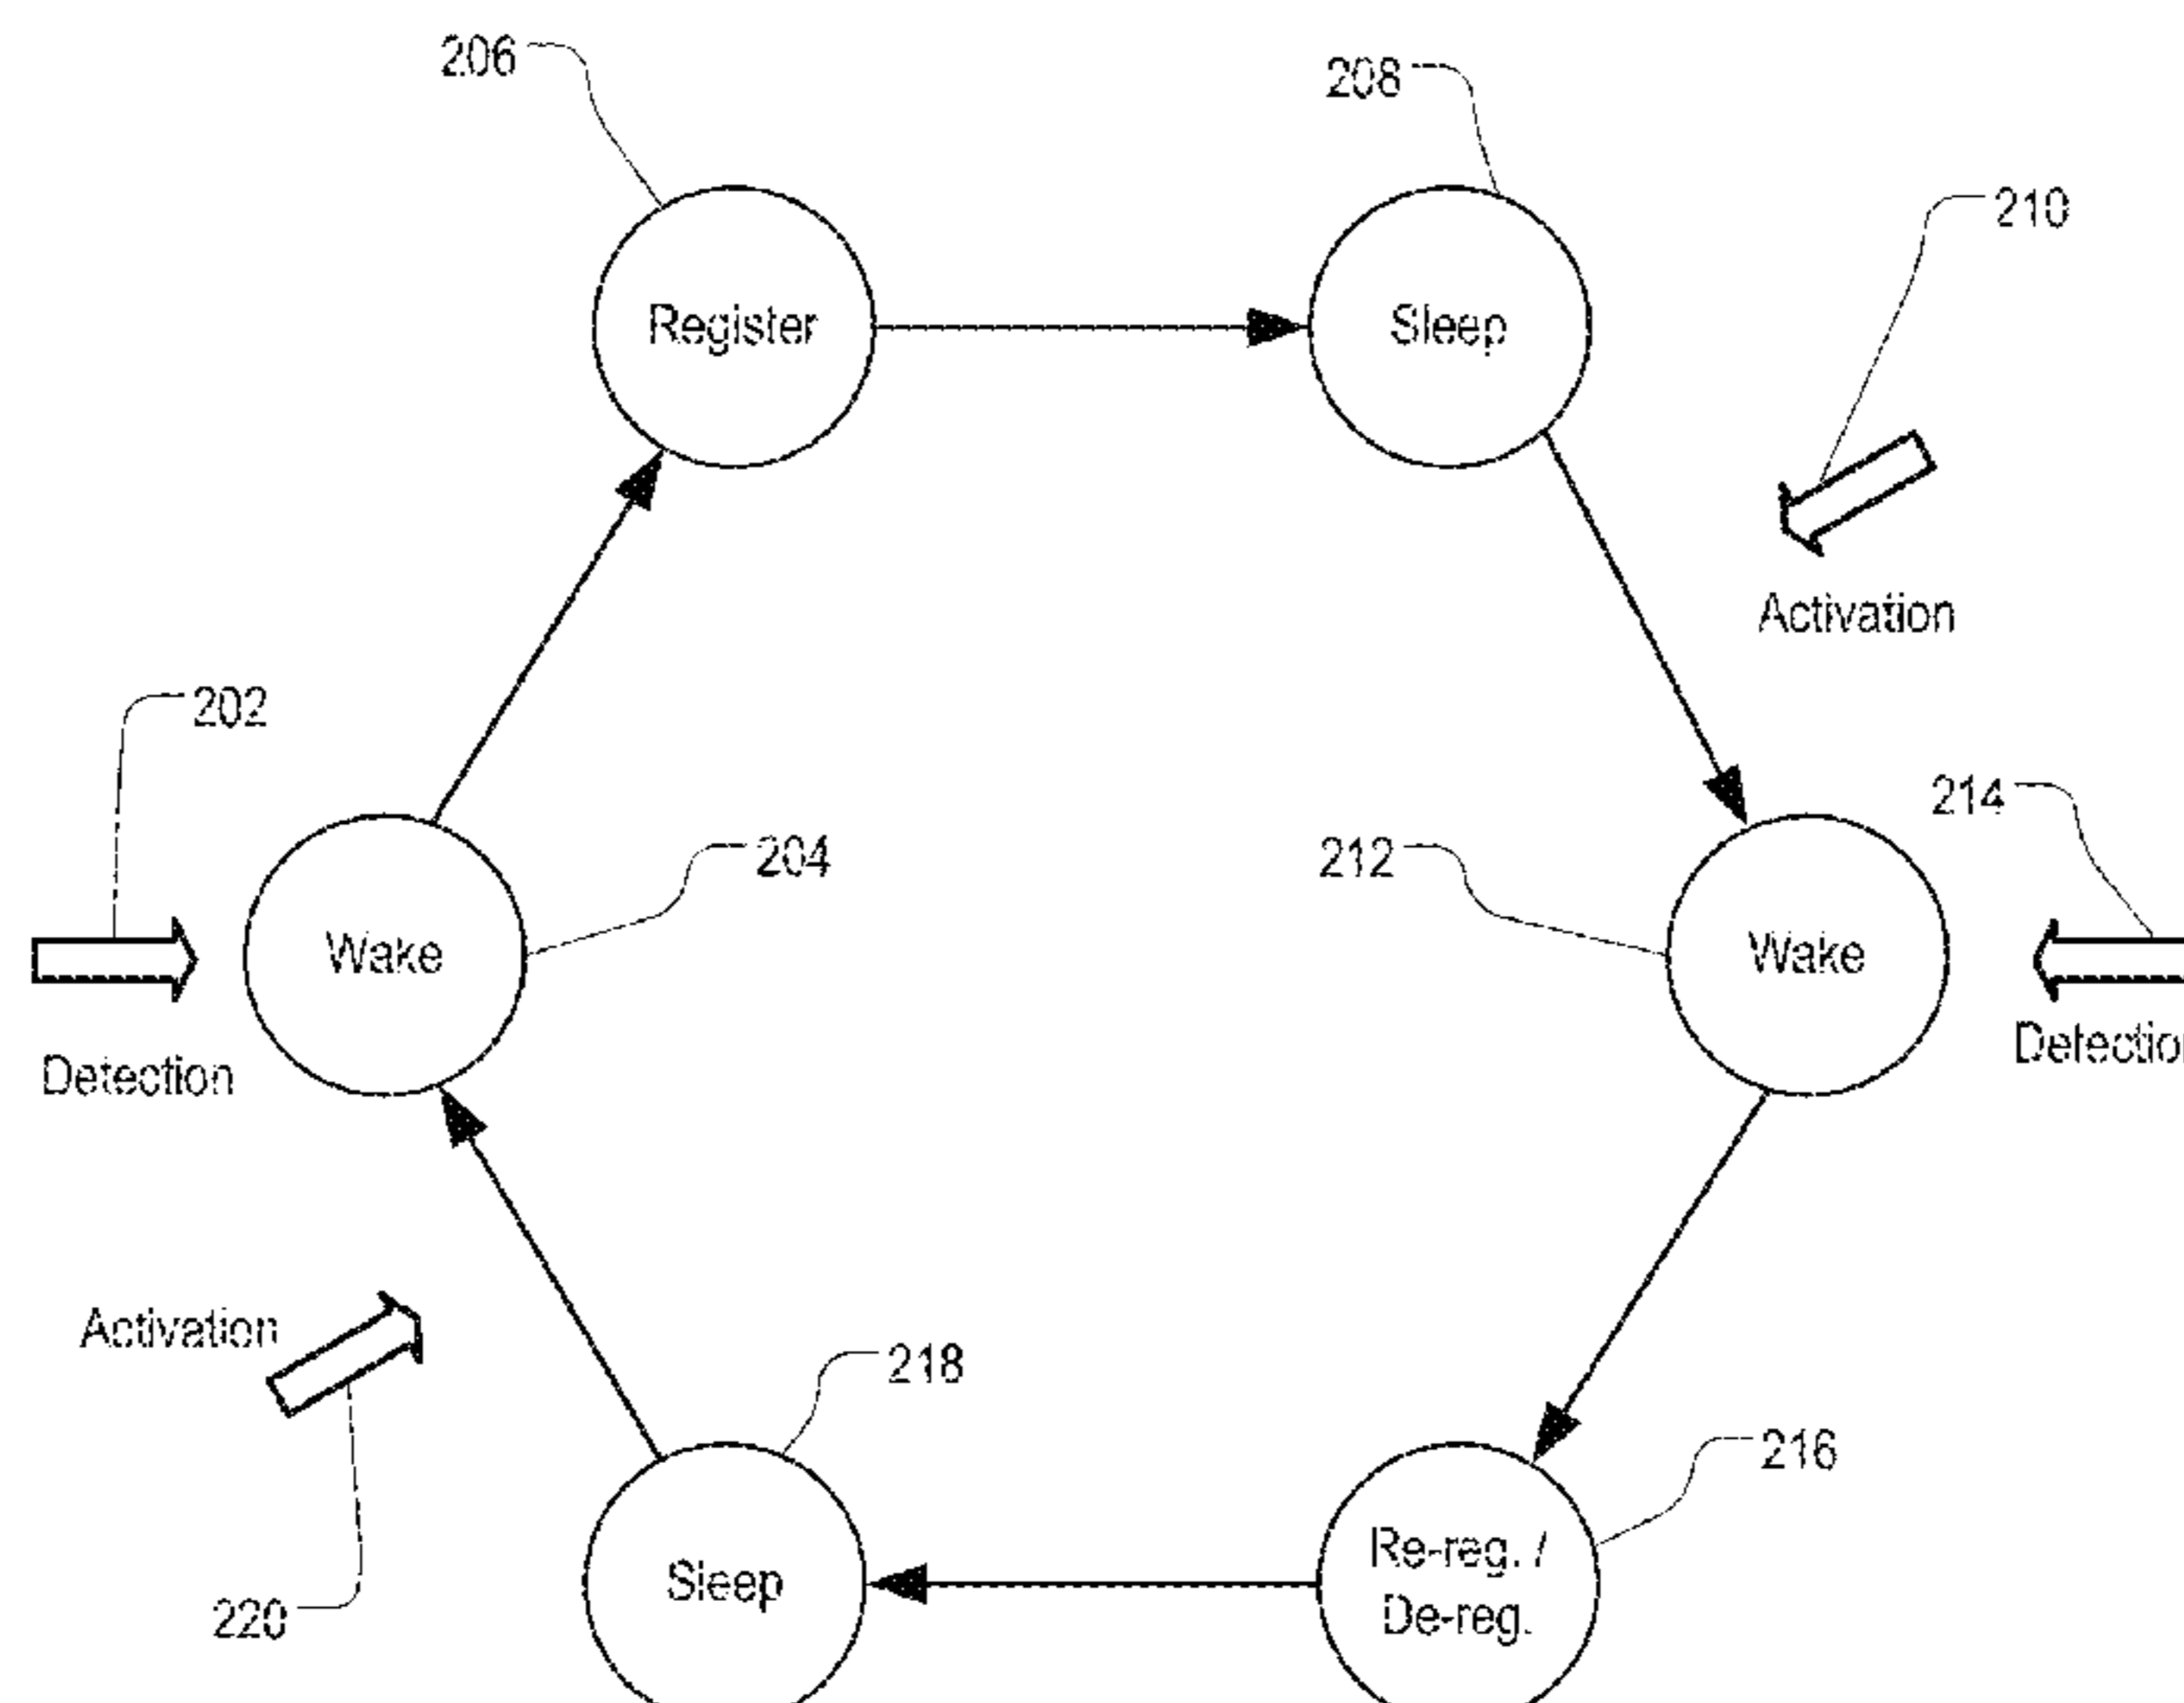 206
208
210
Register
Sleep
Activation
202
214
204
212
Wake
Wake
Detection
Detectio
Activation
218
216
Re-reg. /
De-reg.
Sleep
220